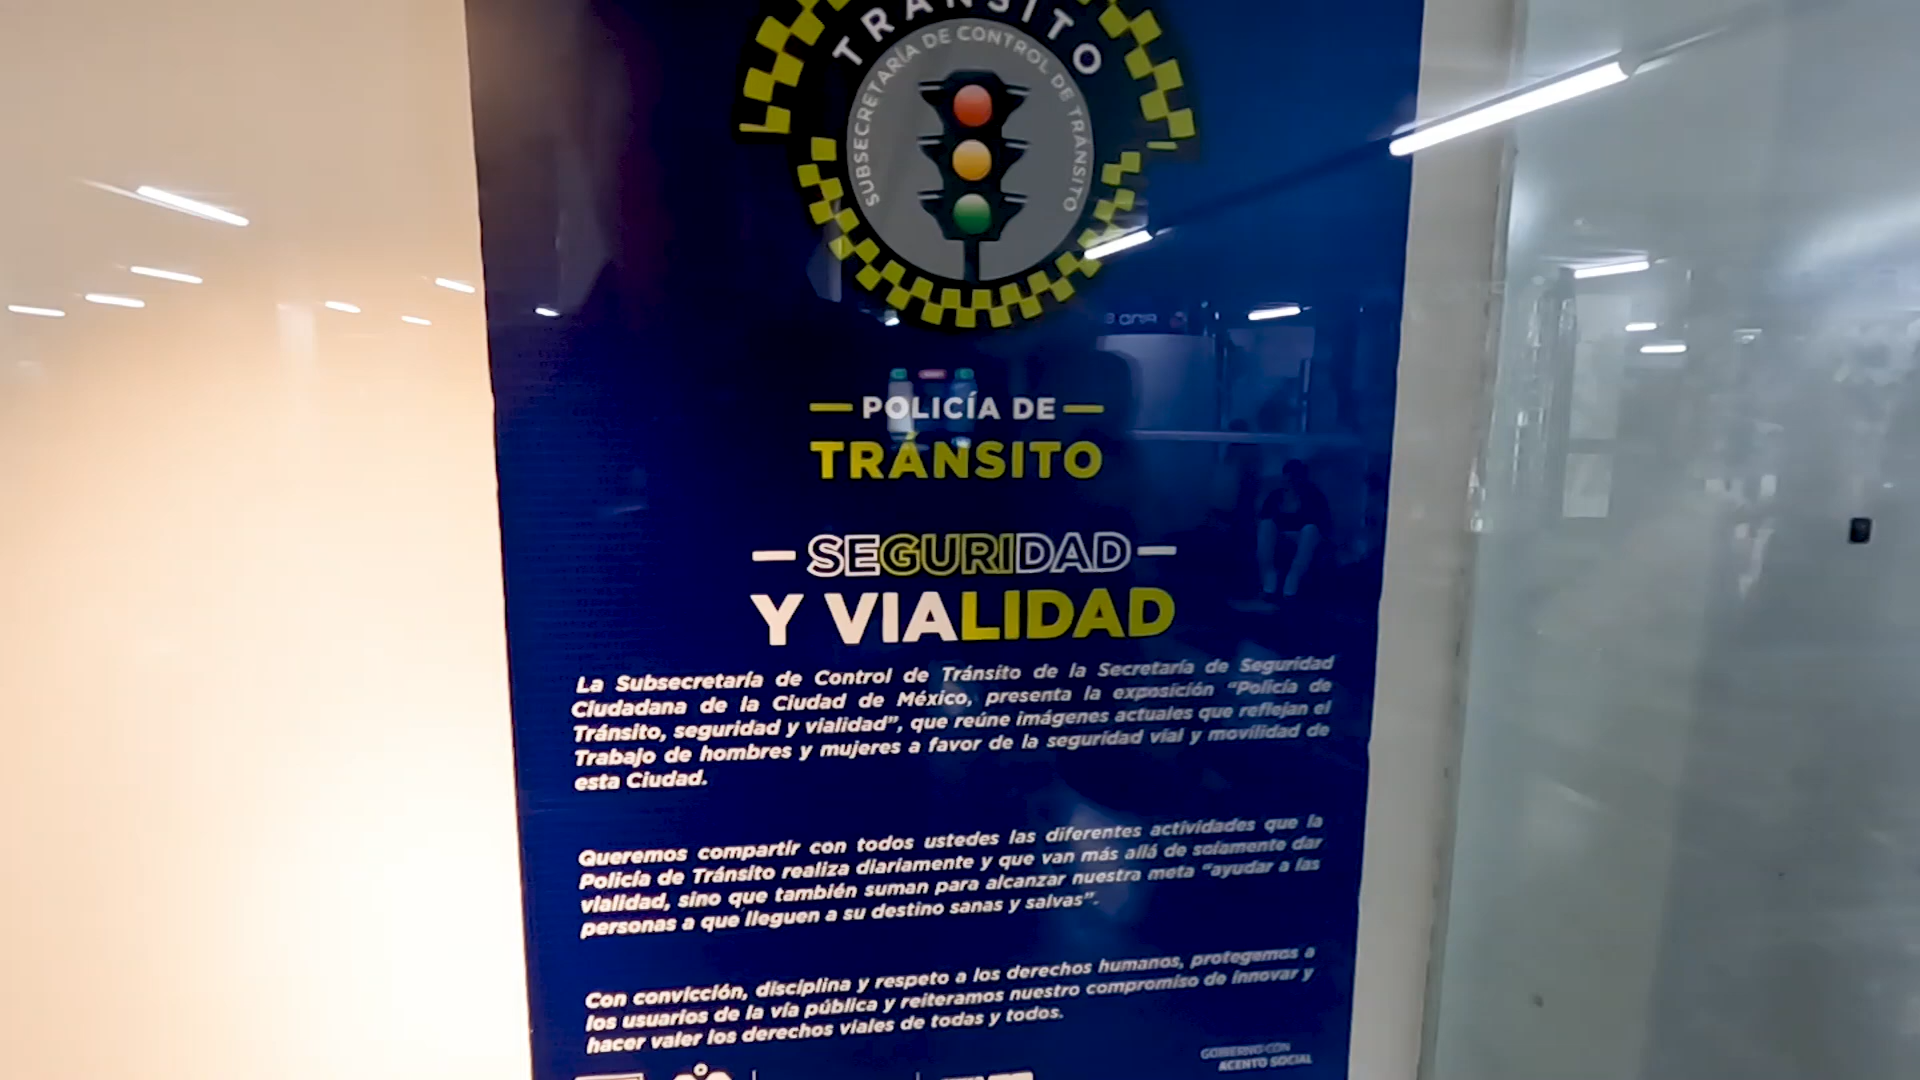 TRÁNSITO
SUBSECRETARÍA DE CONTROL DE TRÁNSITO
POLICÍA DE
TRÁNSITO
SEGURIDAD
Y VIALIDAD
La Subsecretaría de Control de Tránsito de la Secretaría de Seguridad
Ciudadana de la Ciudad de México, presenta la exposición “Policía de
Tránsito, seguridad y vialidad”, que reúne imágenes actuales que reflejan el
Trabajo de hombres y mujeres a favor de la seguridad vial y movilidad de
esta Ciudad.
Queremos compartir con todos ustedes las diferentes actividades que la
Policía de Tránsito realiza diariamente y que van más allá de solamente dar
vialidad, sino que también suman para alcanzar nuestra meta “ayudar a las
personas a que lleguen a su destino sanas y salvas”.
Con convicción, disciplina y respeto a los derechos humanos, protegemos a
los usuarios de la vía pública y reiteramos nuestro compromiso de innovar y
hacer valer los derechos viales de todas y todos.
GOBIERNO CON
ACENTO SOCIAL